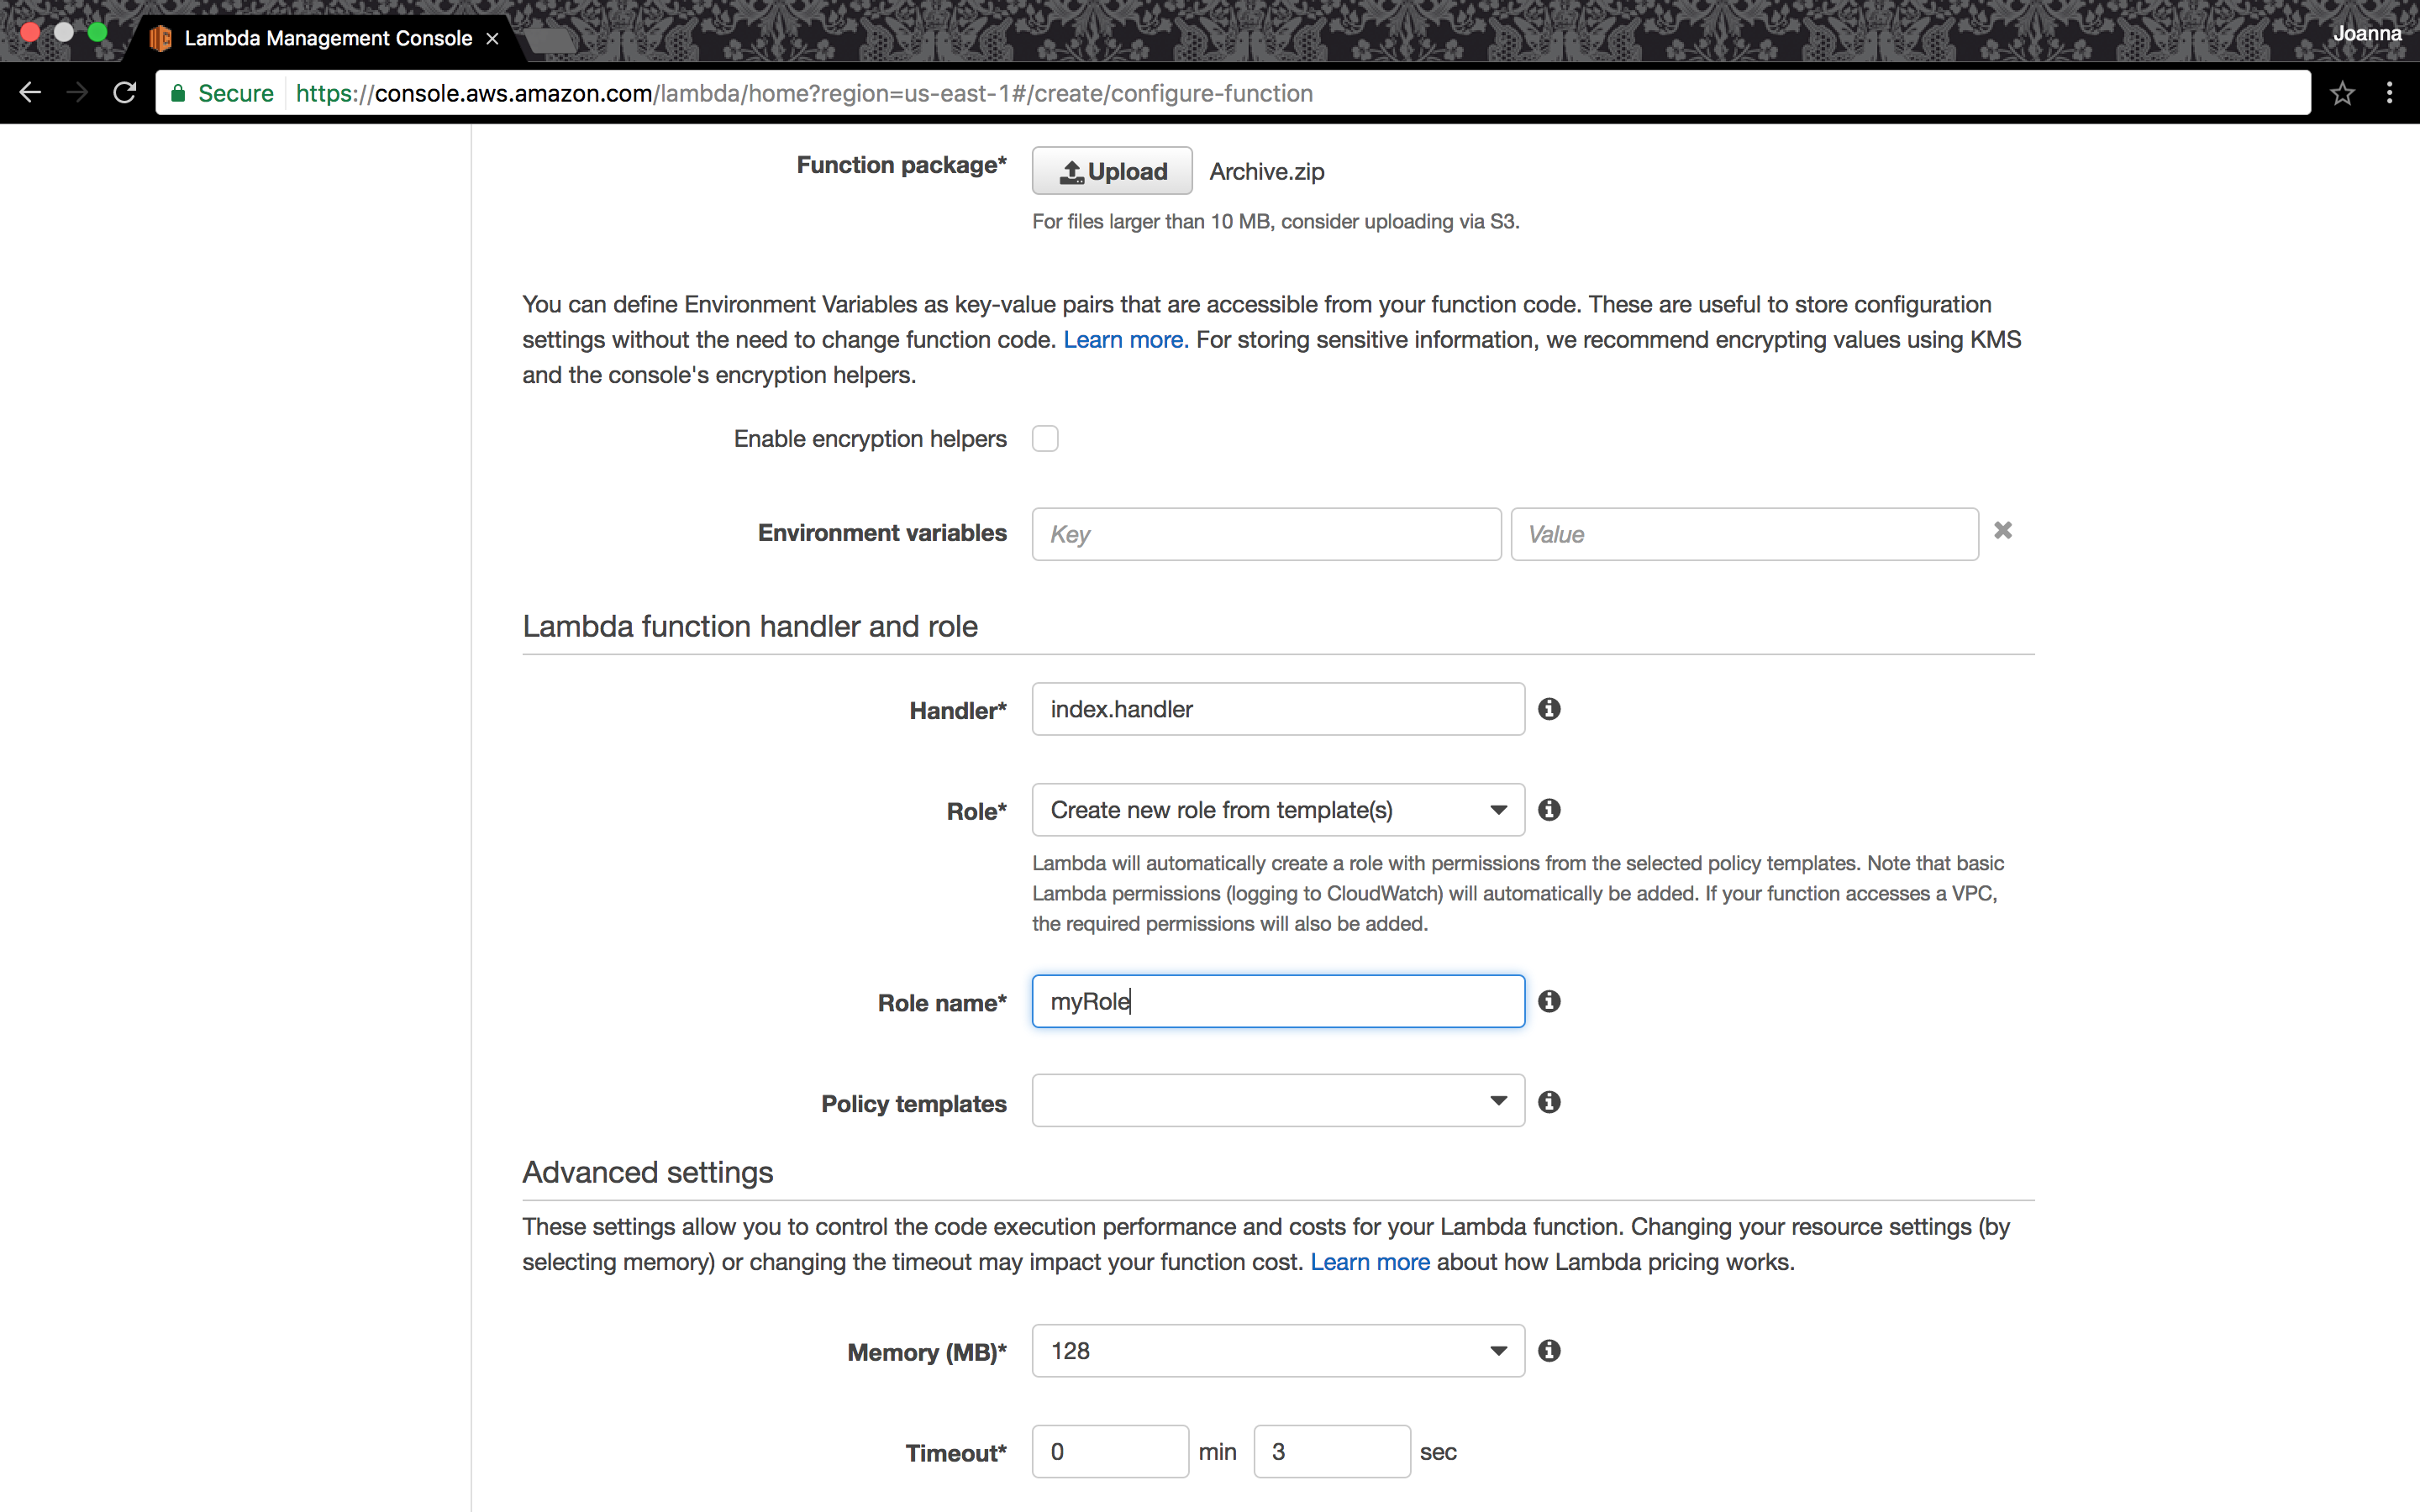 Lambda Management Console
Joanna
Secure https://console.aws.amazon.com/lambda/home?region=us-east-1#/create/configure-function
Function package* Upload Archive.zip
For files larger than 10 MB, consider uploading via S3.
You can define Environment Variables as key-value pairs that are accessible from your function code. These are useful to store configuration
settings without the need to change function code. Learn more. For storing sensitive information, we recommend encrypting values using KMS
and the console's encryption helpers.
Enable encryption helpers
Environment variables Key Value
Lambda function handler and role
Handler* index.handler
Role* Create new role from template(s)
Lambda will automatically create a role with permissions from the selected policy templates. Note that basic
Lambda permissions (logging to CloudWatch) will automatically be added. If your function accesses a VPC,
the required permissions will also be added.
Role name* myRole
Policy templates
Advanced settings
These settings allow you to control the code execution performance and costs for your Lambda function. Changing your resource settings (by
selecting memory) or changing the timeout may impact your function cost. Learn more about how Lambda pricing works.
Memory (MB)* 128
Timeout* 0 min 3 sec